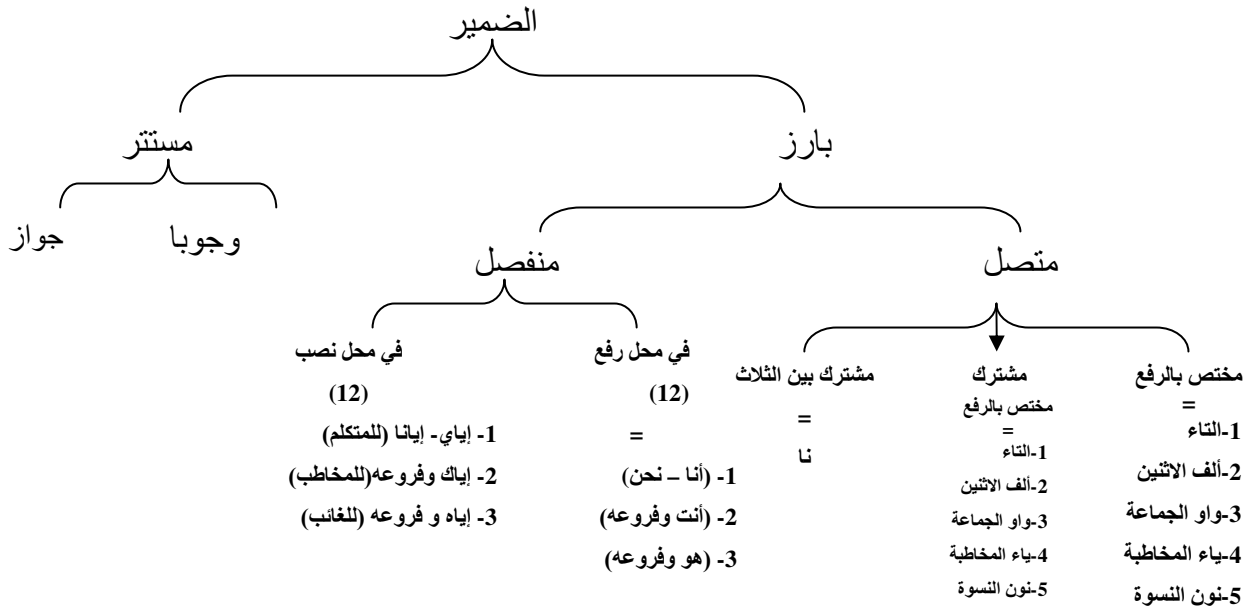 الضمير
بارز
مستتر
وجوبا
جواز
متصل
منفصل
مختص بالرفع
=
1-التاء
2-ألف الاثنين
3-واو الجماعة
4-ياء المخاطبة
5-نون النسوة
مشترك
مختص بالرفع
=
1-التاء
2-ألف الاثنين
3-واو الجماعة
4-ياء المخاطبة
5-نون النسوة
مشترك بين الثلاث
=
نا
في محل رفع
(12)
=
1- (أنا – نحن)
2- (أنت وفروعه)
3- (هو وفروعه)
في محل نصب
(12)
1- إياي- إيانا (للمتكلم)
2- إياك وفروعه(للمخاطب)
3- إياه و فروعه (للغائب)